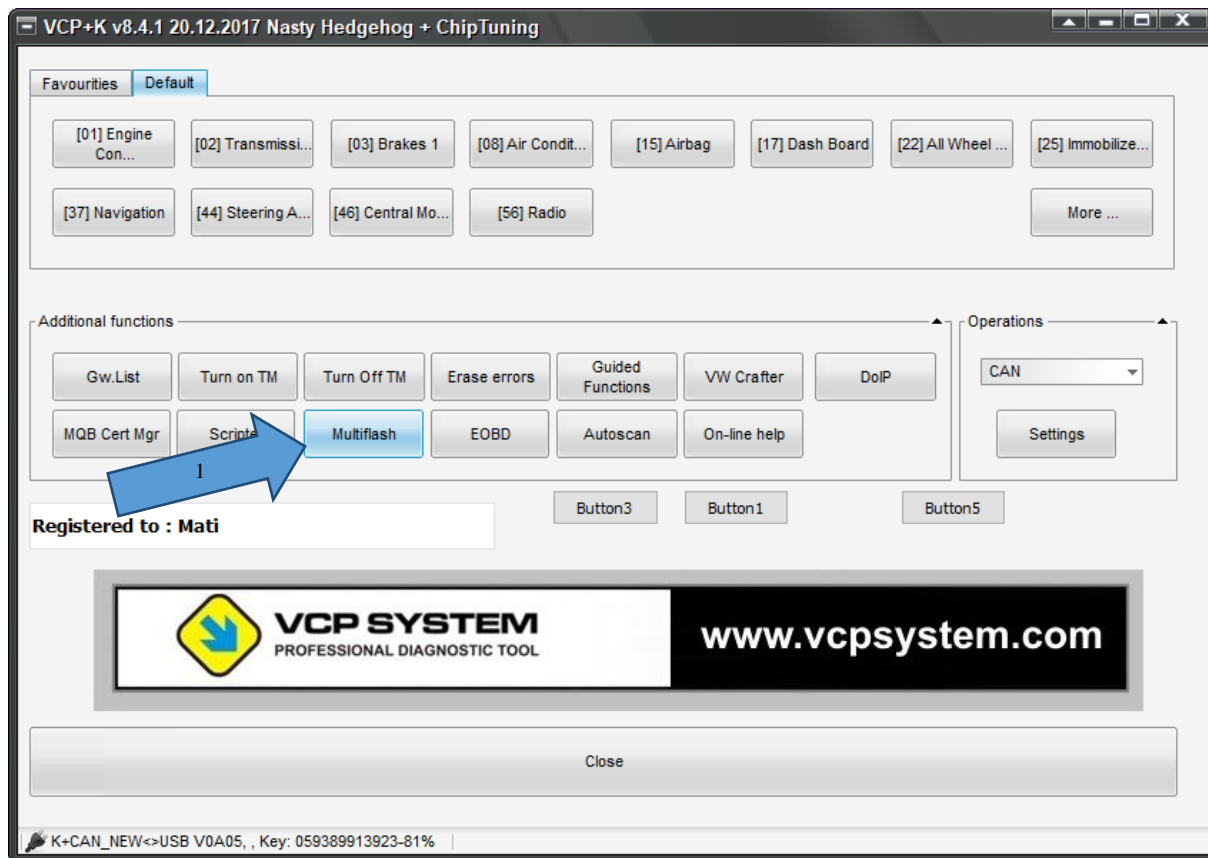 VCP+K v8.4.1 20.12.2017 Nasty Hedgehog + ChipTuning
Favourities Default
[01] Engine Con...
[02] Transmissi...
[03] Brakes 1
[08] Air Condit...
[15] Airbag
[17] Dash Board
[22] All Wheel ...
[25] Immobilize...
[37] Navigation
[44] Steering A...
[46] Central Mo...
[56] Radio
More ...
Additional functions
Gw.List
Turn on TM
Turn Off TM
Erase errors
Guided Functions
VW Crafter
DoIP
MQB Cert Mgr
Scripts
Multiflash
EOBD
Autoscan
On-line help
1
Operations
CAN
Settings
Button3
Button1
Button5
Registered to : Mati
VCP SYSTEM
PROFESSIONAL DIAGNOSTIC TOOL
www.vcpsystem.com
Close
K+CAN_NEW<>USB V0A05, , Key: 059389913923-81%